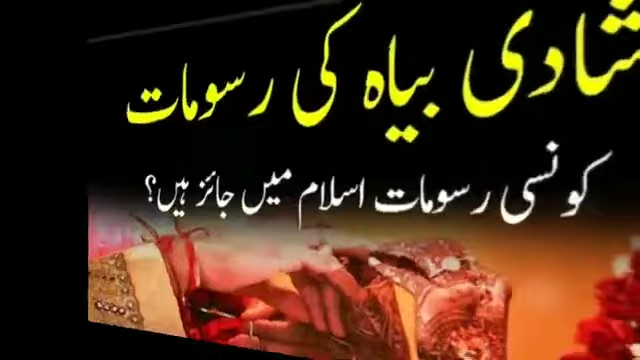 شادی بیاہ کی رسومات
کونسی رسومات اسلام میں جائز ہیں؟